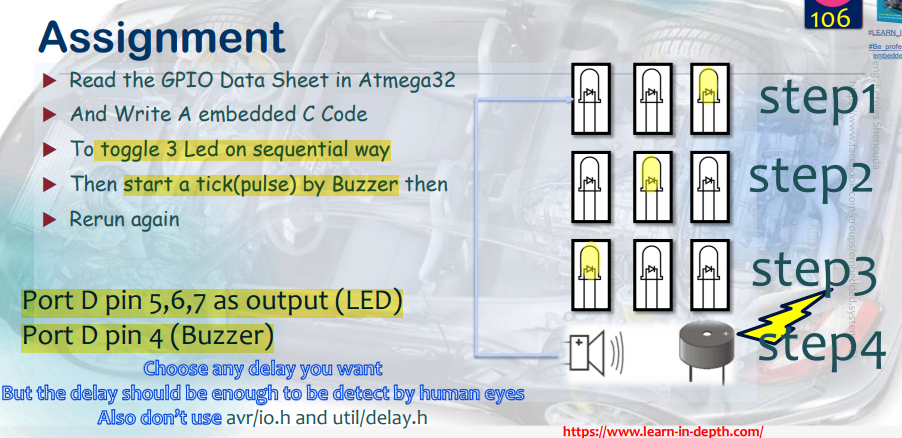 Assignment
106
Read the GPIO Data Sheet in Atmega32
And Write A embedded C Code
To toggle 3 Led on sequential way
Then start a tick(pulse) by Buzzer then
Rerun again
step1
step2
step3
step4
Port D pin 5,6,7 as output (LED)
Port D pin 4 (Buzzer)
Choose any delay you want
But the delay should be enough to be detect by human eyes
Also don't use avr/io.h and util/delay.h
https://www.learn-in-depth.com/